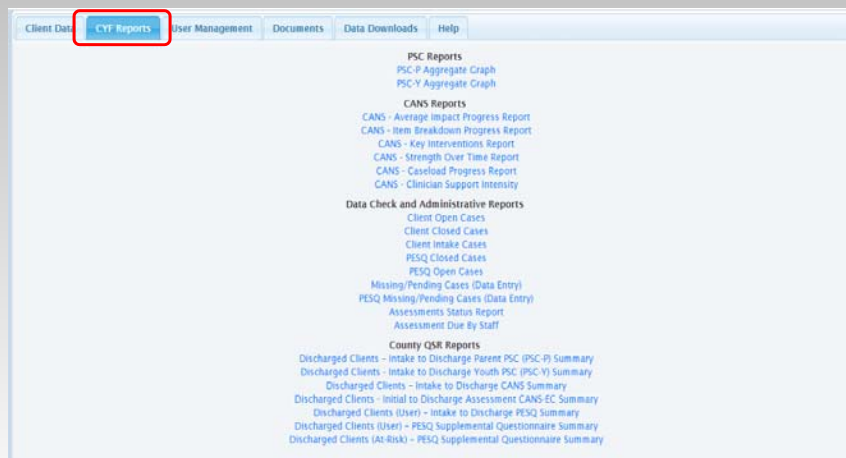 Client Data CYF Reports User Management Documents Data Downloads Help
PSC Reports
PSC-P Aggregate Graph
PSC-Y Aggregate Graph
CANS Reports
CANS - Average Impact Progress Report
CANS - Item Breakdown Progress Report
CANS - Key Interventions Report
CANS - Strength Over Time Report
CANS - Caseload Progress Report
CANS - Clinician Support Intensity
Data Check and Administrative Reports
Client Open Cases
Client Closed Cases
Client Intake Cases
PESQ Closed Cases
PESQ Open Cases
Missing/Pending Cases (Data Entry)
PESQ Missing/Pending Cases (Data Entry)
Assessments Status Report
Assessment Due By Staff
County QSR Reports
Discharged Clients - Intake to Discharge Parent PSC (PSC-P) Summary
Discharged Clients - Intake to Discharge Youth PSC (PSC-Y) Summary
Discharged Clients - Intake to Discharge CANS Summary
Discharged Clients - Initial to Discharge Assessment CANS-EC Summary
Discharged Clients (User) - Intake to Discharge PESQ Summary
Discharged Clients (User) - PESQ Supplemental Questionnaire Summary
Discharged Clients (At-Risk) - PESQ Supplemental Questionnaire Summary